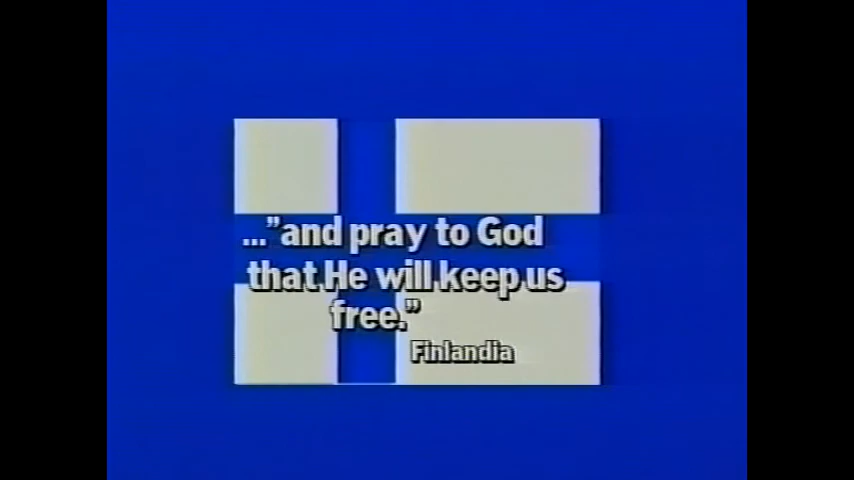 ..."and pray to God
that He will keep us
free."
Finlandia